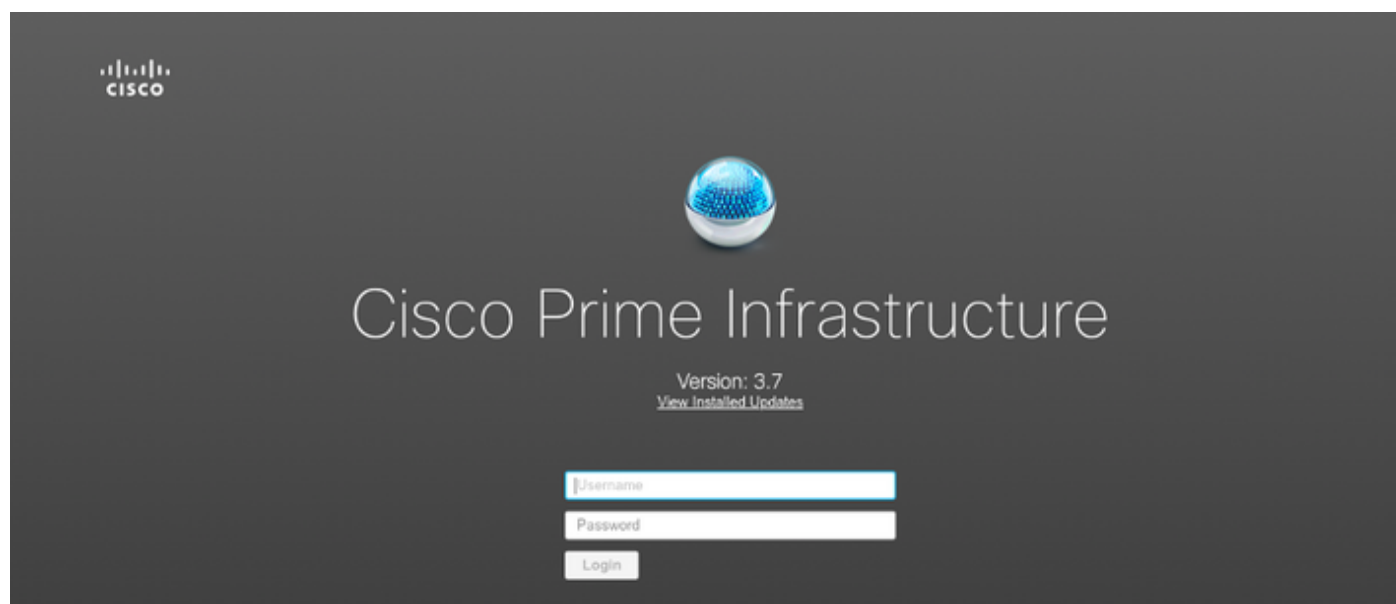 CISCO
Cisco Prime Infrastructure
Version: 3.7
View Installed Updates
Username
Password
Login